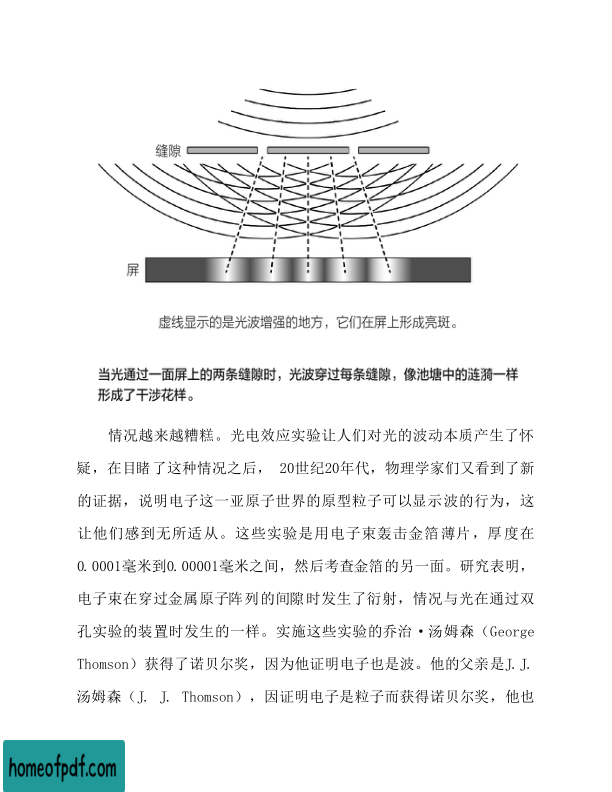 缝隙
屏
虚线显示的是光波增强的地方，它们在屏上形成亮斑。
当光通过一面屏上的两条缝隙时，光波穿过每条缝隙，像池塘中的涟漪一样
形成了干涉花样。
情况越来越糟糕。光电效应实验让人们对光的波动本质产生了怀
疑，在目睹了这种情况之后， 20世纪20年代，物理学家们又看到了新
的证据，说明电子这一亚原子世界的原型粒子可以显示波的行为，这
让他们感到无所适从。这些实验是用电子束轰击金箔薄片，厚度在
0.0001毫米到0.00001毫米之间，然后考查金箔的另一面。研究表明，
电子束在穿过金属原子阵列的间隙时发生了衍射，情况与光在通过双
孔实验的装置时发生的一样。实施这些实验的乔治·汤姆森（George
Thomson）获得了诺贝尔奖，因为他证明电子也是波。他的父亲是J.J.
汤姆森（J. J. Thomson），因证明电子是粒子而获得诺贝尔奖，他也
homeofpdf.com